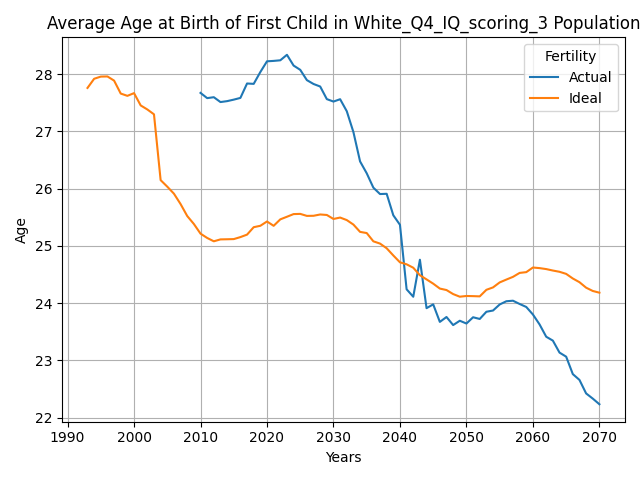 Average Age at Birth of First Child in White_Q4_IQ_scoring_3 Population
Fertility
Actual
Ideal
28
27
26
25
24
23
22
Age
1990
2000
2010
2020
2030
2040
2050
2060
2070
Years